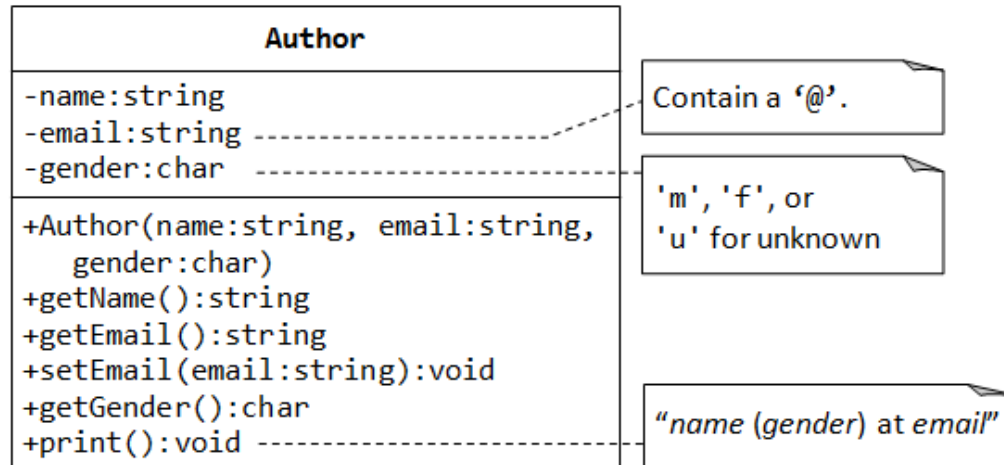 Author
-name:string
-email:string
-gender:char
+Author(name:string, email:string,
gender:char)
+getName():string
+getEmail():string
+setEmail(email:string):void
+getGender():char
+print():void
Contain a ‘@’.
'm', 'f', or
'u' for unknown
“name (gender) at email”